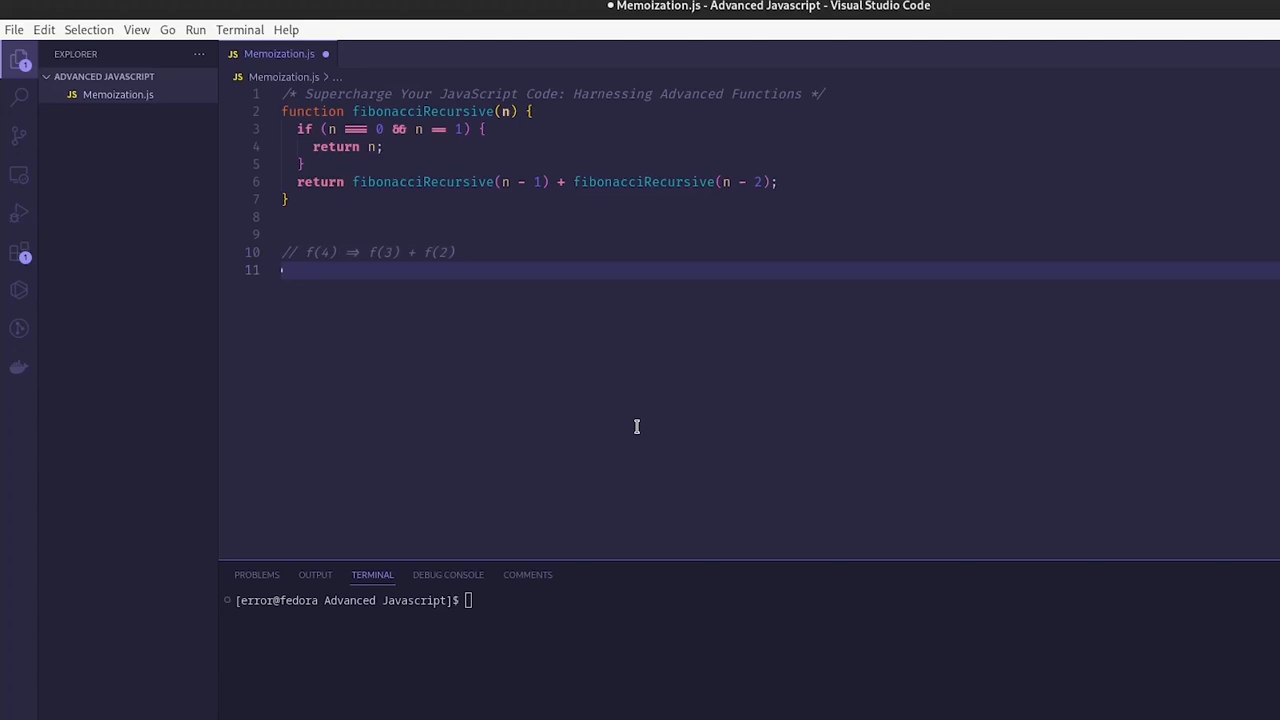 ● Memoization.js - Advanced Javascript - Visual Studio Code
File Edit Selection View Go Run Terminal Help
EXPLORER ...
JS Memoization.js ●
ADVANCED JAVASCRIPT
JS Memoization.js
JS Memoization.js > ...
1 /* Supercharge Your JavaScript Code: Harnessing Advanced Functions */
2 function fibonacciRecursive(n) {
3 if (n === 0 && n == 1) {
4 return n;
5 }
6 return fibonacciRecursive(n - 1) + fibonacciRecursive(n - 2);
7 }
8
9
10 // f(4) => f(3) + f(2)
11
1
1
PROBLEMS OUTPUT TERMINAL DEBUG CONSOLE COMMENTS
[error@fedora Advanced Javascript]$